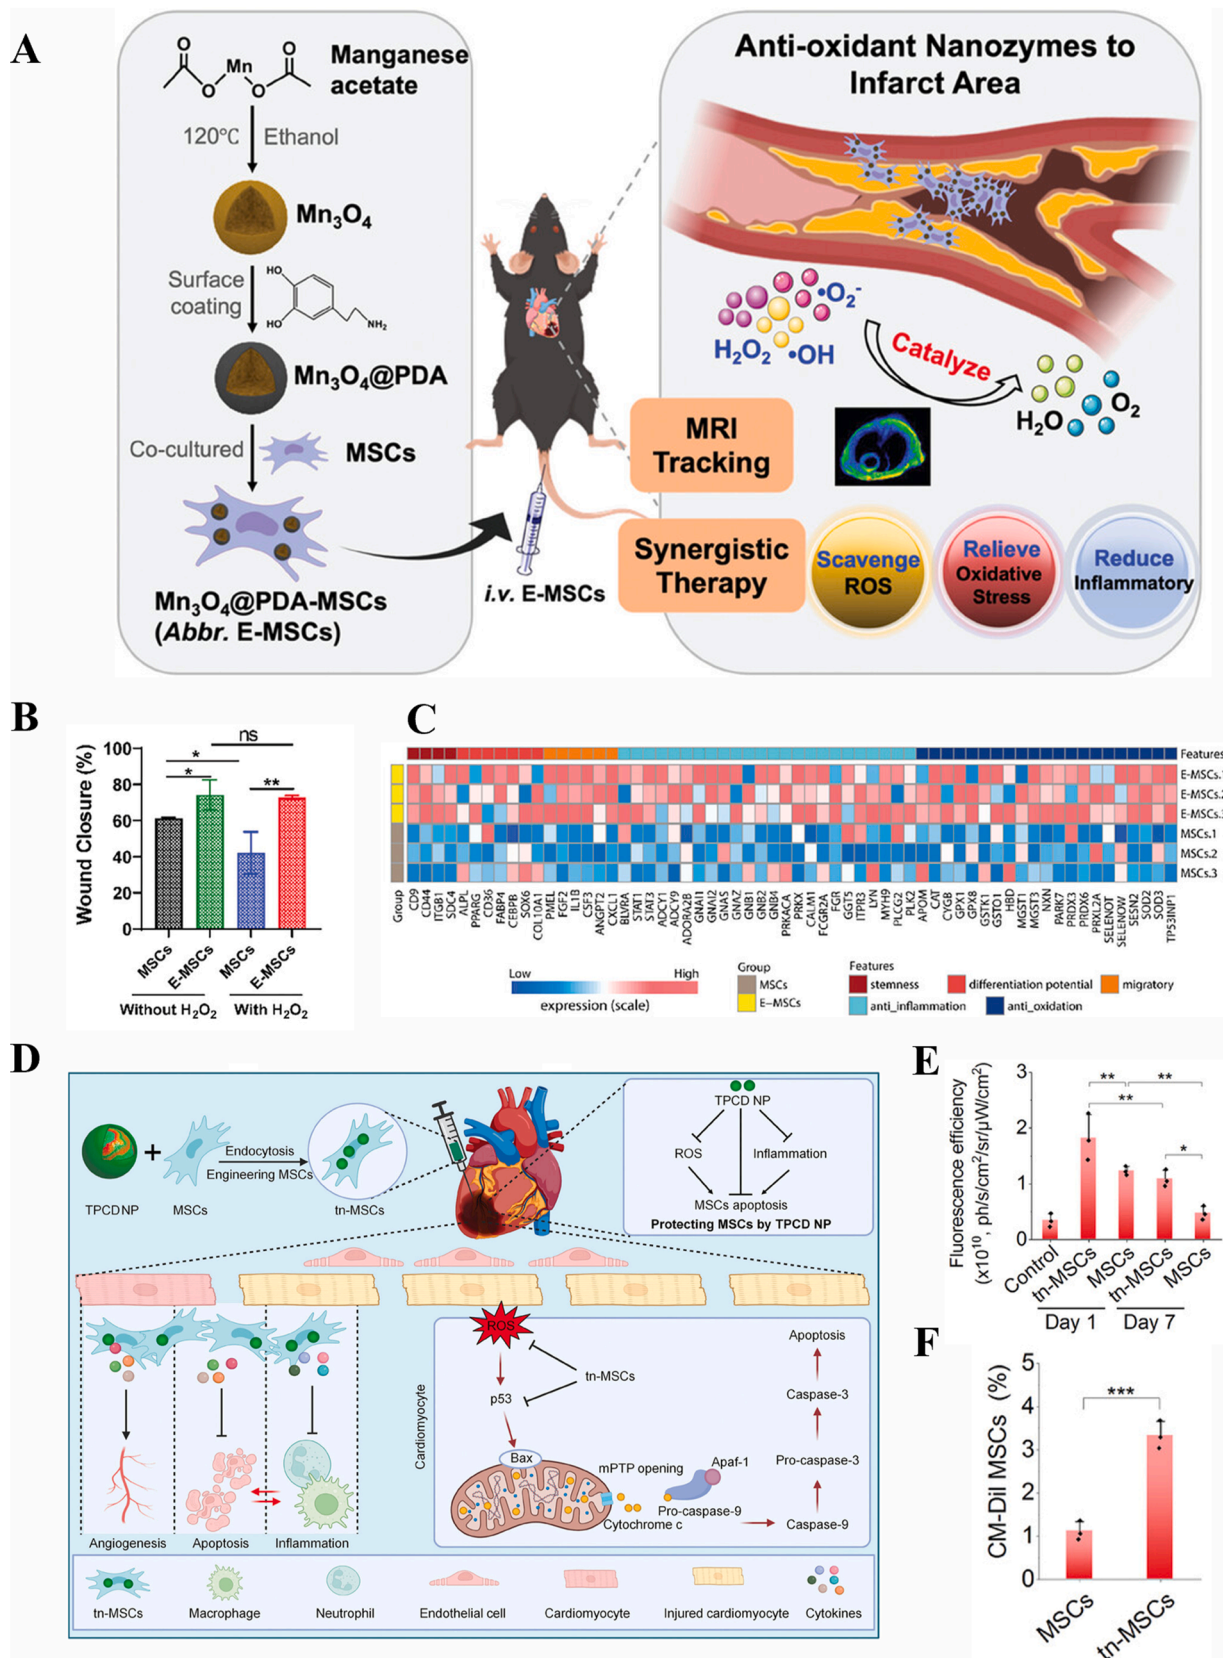 A
Manganese
acetate
O
O
Mn
O
O
120°C
Ethanol
Mn₃O₄
Surface
coating
HO
HO
NH₂
Mn₃O₄@PDA
Co-cultured
MSCs
Mn₃O₄@PDA-MSCs
(Abbr. E-MSCs)
i.v. E-MSCs
Anti-oxidant Nanozymes to
Infarct Area
•O₂⁻
H₂O₂
•OH
Catalyze
H₂O
O₂
MRI
Tracking
Synergistic
Therapy
Scavenge
ROS
Relieve
Oxidative
Stress
Reduce
Inflammatory
B
Wound Closure (%)
100
80
60
40
20
0
*
*
ns
**
MSCs
E-MSCs
MSCs
E-MSCs
Without H₂O₂
With H₂O₂
C
Features
E-MSCs.1
E-MSCs.2
E-MSCs.3
MSCs.1
MSCs.2
MSCs.3
Group
CD9
CD44
ITGB1
SDC4
LPL
PPARG
CD36
FABP4
CEBPB
SOX6
COL10A1
PMEL
FGF2
IL1B
CSF3
ANGPT2
CXCL1
BLVRA
STAT1
STAT3
ADCY1
ADCY9
ADORA2B
GNAI1
GNAI2
GNAS
GNAZ
GNB1
GNB2
GNB4
PRKACA
PRKX
CALM1
FCGR2A
FGR
GGT5
ITPR3
LYN
MYH9
PLCG2
PLK2
APOM
CAT
CYGB
GPX1
GPX8
GSTK1
GSTO1
HBD
MGST1
MGST3
NXN
PARK7
PRDX3
PRDX6
PRXL2A
SELENOT
SELENOW
SESN2
SOD2
SOD3
TP53INP1
Low
High
expression (scale)
Group
MSCs
E−MSCs
Features
stemness
differentiation potential
migratory
anti_inflammation
anti_oxidation
D
TPCD NP
+
MSCs
Endocytosis
Engineering MSCs
tn-MSCs
TPCD NP
ROS
Inflammation
MSCs apoptosis
Protecting MSCs by TPCD NP
Angiogenesis
Apoptosis
Inflammation
Cardiomyocyte
ROS
tn-MSCs
p53
Bax
mPTP opening
Cytochrome c
Apaf-1
Pro-caspase-9
Caspase-9
Pro-caspase-3
Caspase-3
Apoptosis
tn-MSCs
Macrophage
Neutrophil
Endothelial cell
Cardiomyocyte
Injured cardiomyocyte
Cytokines
E
Fluorescence efficiency
(x10¹⁰, ph/s/cm²/sr/μW/cm²)
3
2
1
0
**
**
**
*
Control
tn-MSCs
MSCs
tn-MSCs
MSCs
Day 1
Day 7
F
CM-Dil MSCs (%)
5
4
3
2
1
0
***
MSCs
tn-MSCs